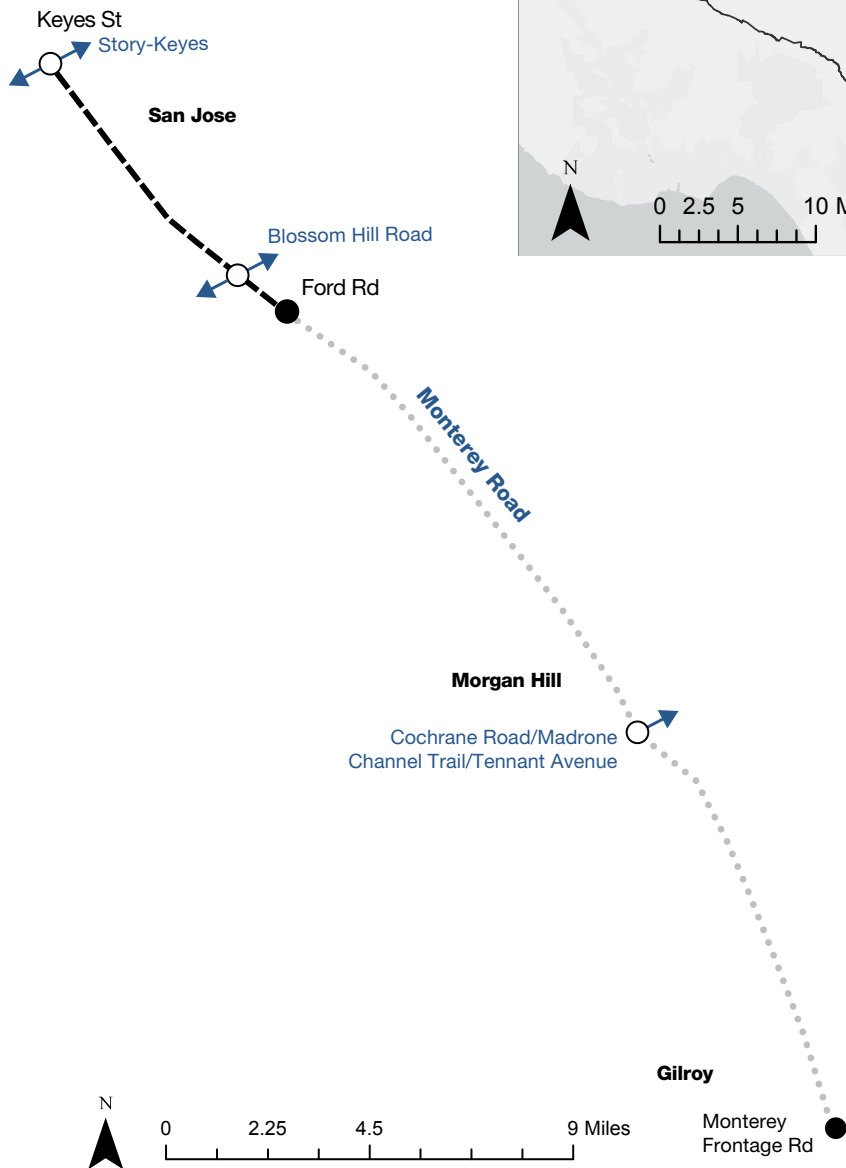 Keyes St
Story-Keyes
San Jose
N
0 2.5 5 10 M
Blossom Hill Road
Ford Rd
Monterey Road
Morgan Hill
Cochrane Road/Madrone
Channel Trail/Tennant Avenue
Gilroy
N
0 2.25 4.5 9 Miles
Monterey
Frontage Rd